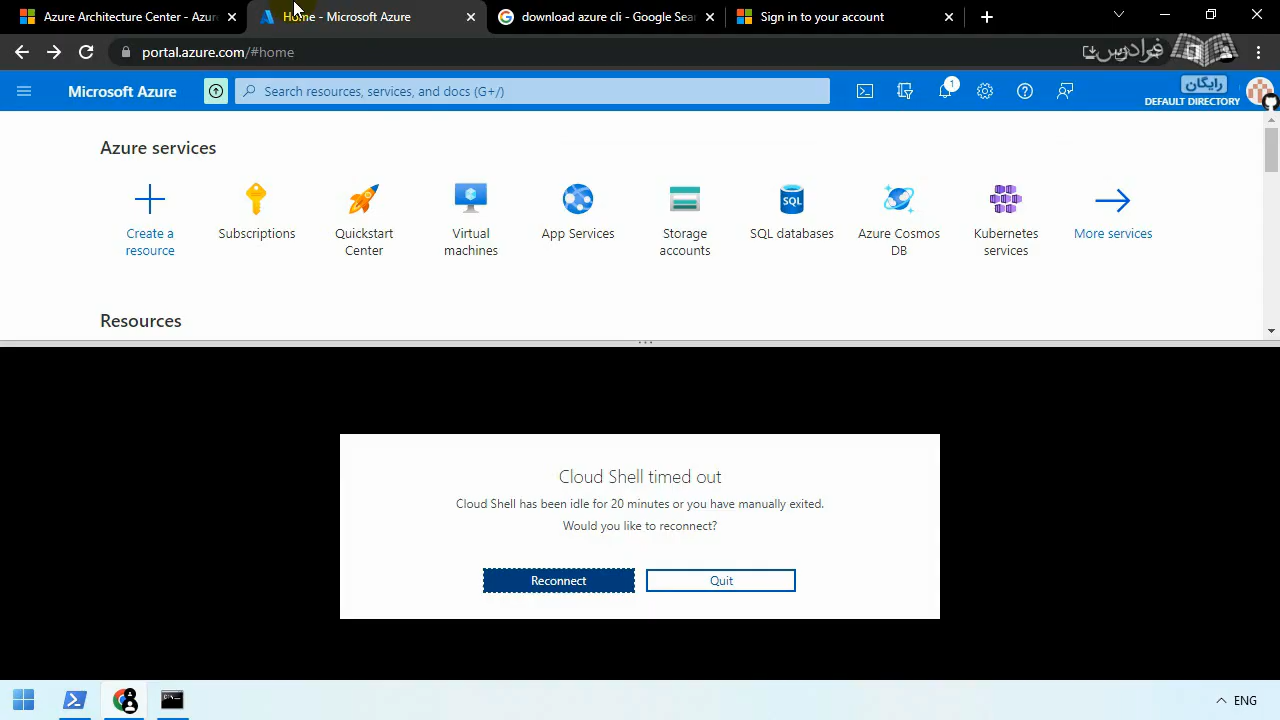 Azure Architecture Center - Azur
Home - Microsoft Azure
download azure cli - Google Sear
Sign in to your account
portal.azure.com/#home
فرادرس
Microsoft Azure
Search resources, services, and docs (G+/)
1
رایگان
DEFAULT DIRECTORY
Azure services
Create a resource
Subscriptions
Quickstart Center
Virtual machines
App Services
Storage accounts
SQL
SQL databases
Azure Cosmos DB
Kubernetes services
More services
Resources
Cloud Shell timed out
Cloud Shell has been idle for 20 minutes or you have manually exited.
Would you like to reconnect?
Reconnect
Quit
ENG